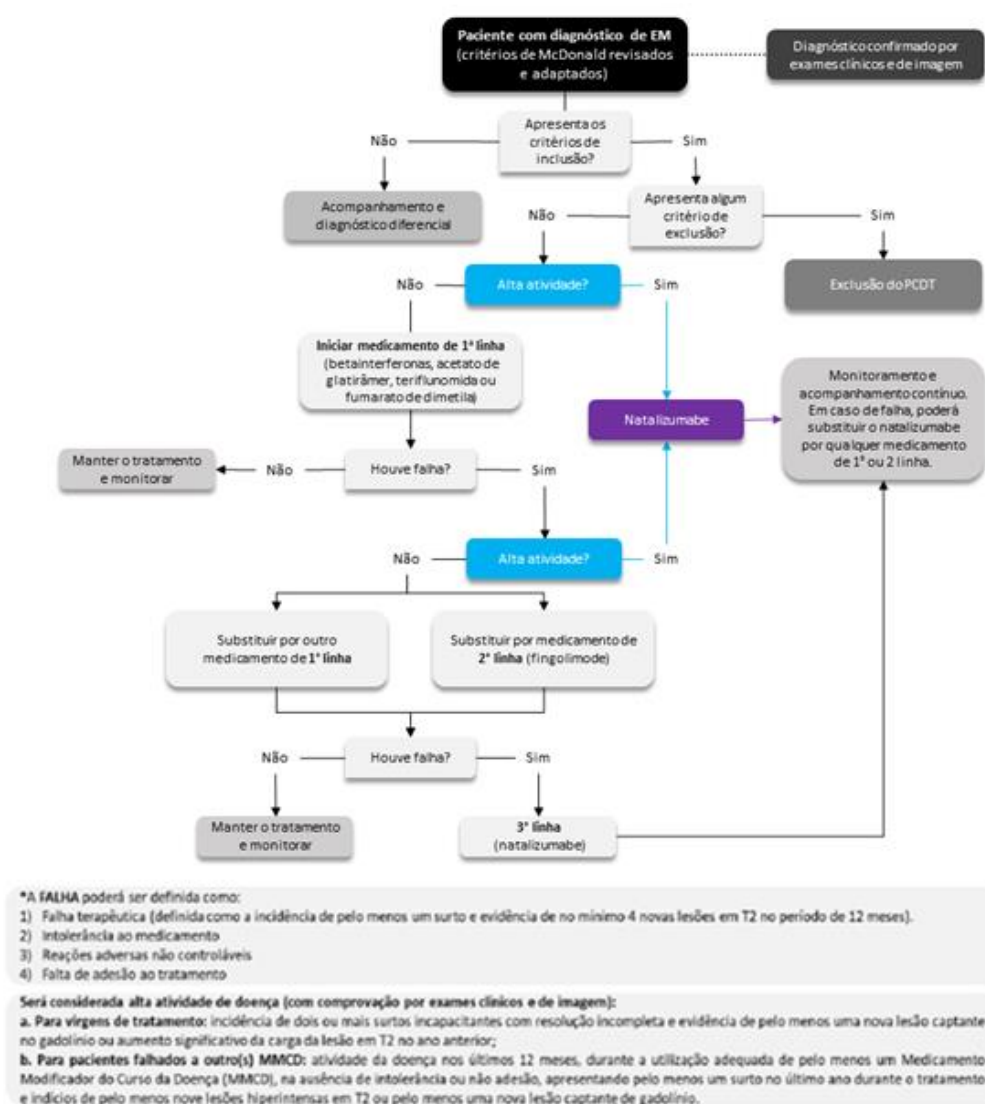 Paciente com diagnóstico de EM
(critérios de McDonald revisados
e adaptados)
Diagnóstico confirmado por
exames clínicos e de imagem
Apresenta os
critérios de
inclusão?
Não
Sim
Acompanhamento e
diagnóstico diferencial
Apresenta algum
critério de
exclusão?
Não
Sim
Alta atividade?
Não
Sim
Exclusão do PCDT
Iniciar medicamento de 1ª linha
(betainterferonas, acetato de
glatirâmer, teriflunomida ou
fumarato de dimetila)
Natalizumabe
Monitoramento e
acompanhamento contínuo.
Em caso de falha, poderá
substituir o natalizumabe
por qualquer medicamento
de 1ª ou 2 linha.
Manter o tratamento
e monitorar
Não
Houve falha?
Sim
Não
Alta atividade?
Sim
Substituir por outro
medicamento de 1ª linha
Substituir por medicamento de
2ª linha (fingolimode)
Não
Houve falha?
Sim
Manter o tratamento
e monitorar
3ª linha
(natalizumabe)
*A FALHA poderá ser definida como:
1) Falha terapêutica (definida como a incidência de pelo menos um surto e evidência de no mínimo 4 novas lesões em T2 no período de 12 meses).
2) Intolerância ao medicamento
3) Reações adversas não controláveis
4) Falta de adesão ao tratamento
Será considerada alta atividade de doença (com comprovação por exames clínicos e de imagem):
a. Para virgens de tratamento: incidência de dois ou mais surtos incapacitantes com resolução incompleta e evidência de pelo menos uma nova lesão captante
no gadolínio ou aumento significativo da carga da lesão em T2 no ano anterior;
b. Para pacientes falhados a outro(s) MMCD: atividade da doença nos últimos 12 meses, durante a utilização adequada de pelo menos um Medicamento
Modificador do Curso da Doença (MMCD), na ausência de intolerância ou não adesão, apresentando pelo menos um surto no último ano durante o tratamento
e indícios de pelo menos nove lesões hiperintensas em T2 ou pelo menos uma nova lesão captante de gadolínio.